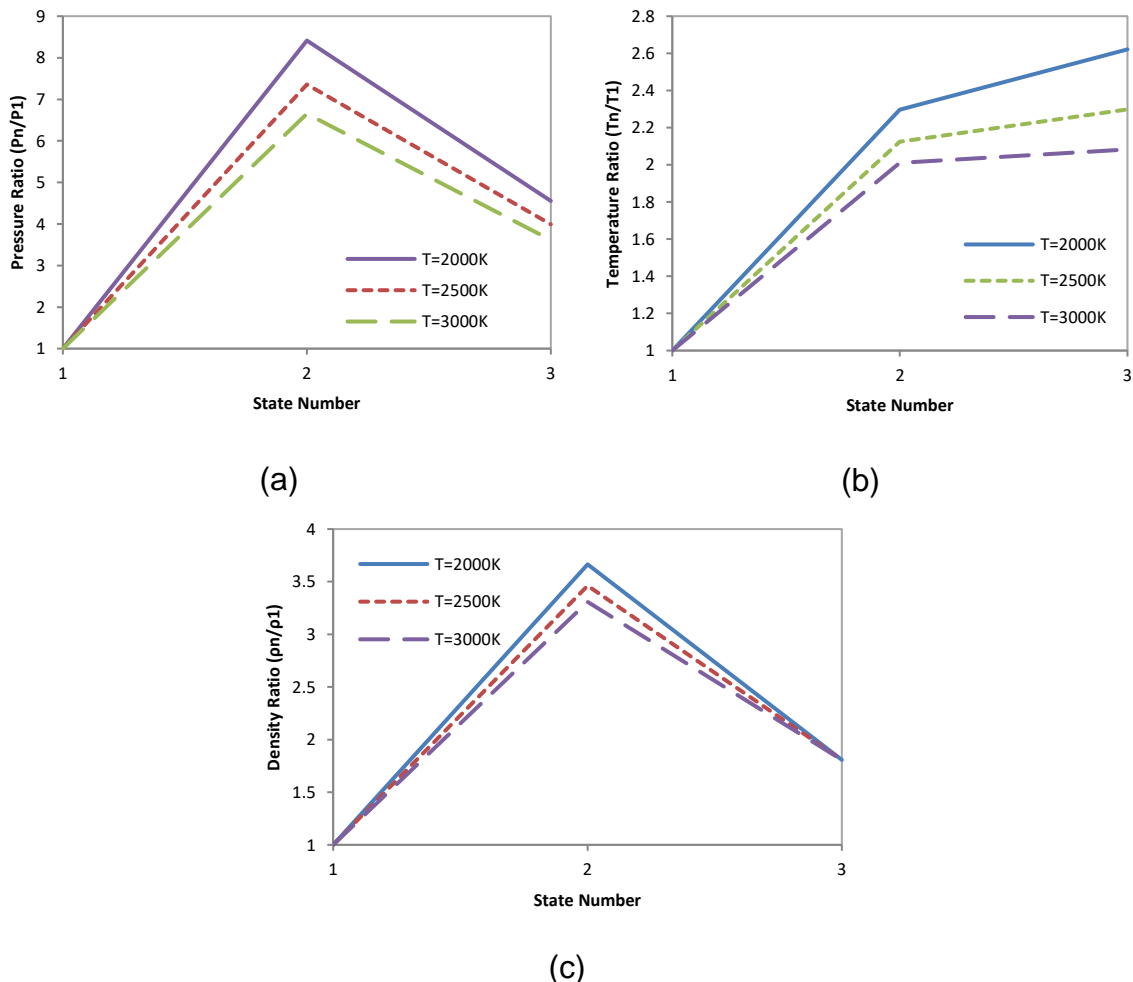 9
8
7
6
5
4
3
2
1
Pressure Ratio (Pn/P1)
T=2000K
T=2500K
T=3000K
1 2 3
State Number
(a)
2.8
2.6
2.4
2.2
2
1.8
1.6
1.4
1.2
1
Temperature Ratio (Tn/T1)
T=2000K
T=2500K
T=3000K
1 2 3
State Number
(b)
4
3.5
3
2.5
2
1.5
1
Density Ratio (ρn/ρ1)
T=2000K
T=2500K
T=3000K
1 2 3
State Number
(c)